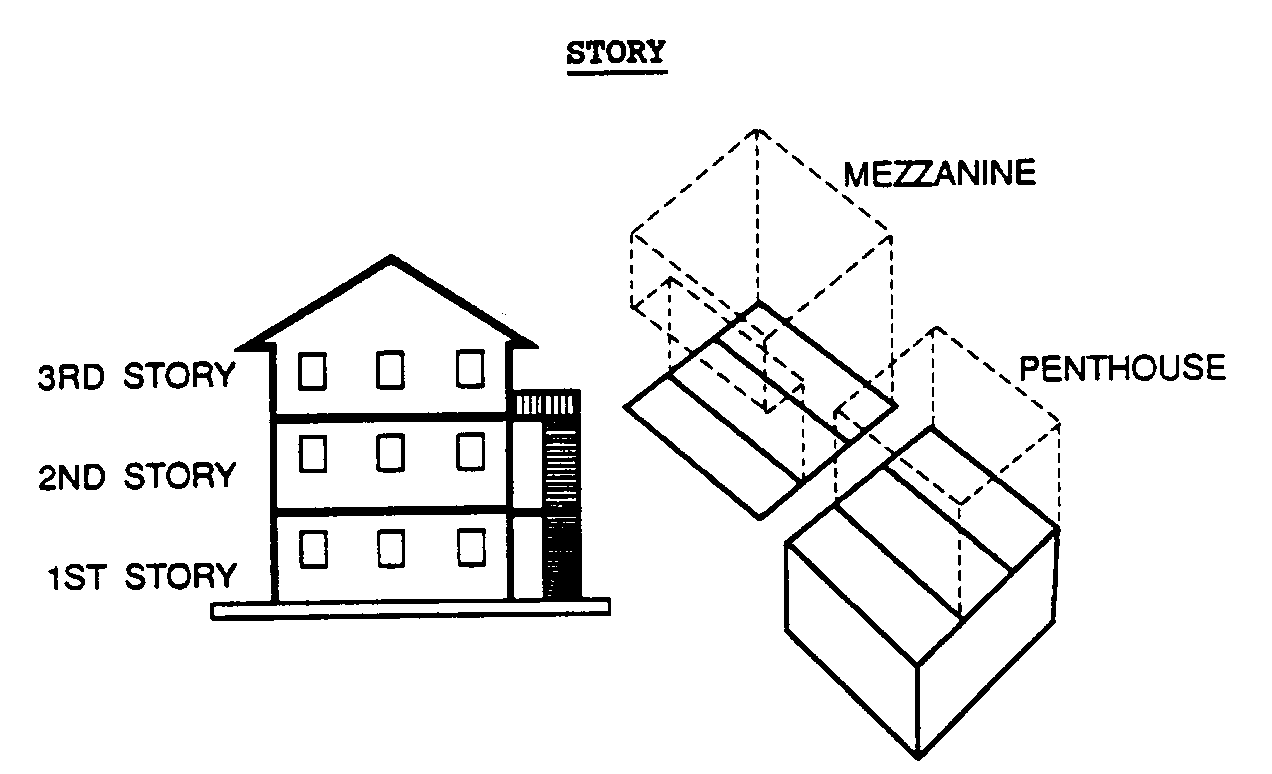 STORY
MEZZANINE
PENTHOUSE
3RD STORY
2ND STORY
1ST STORY